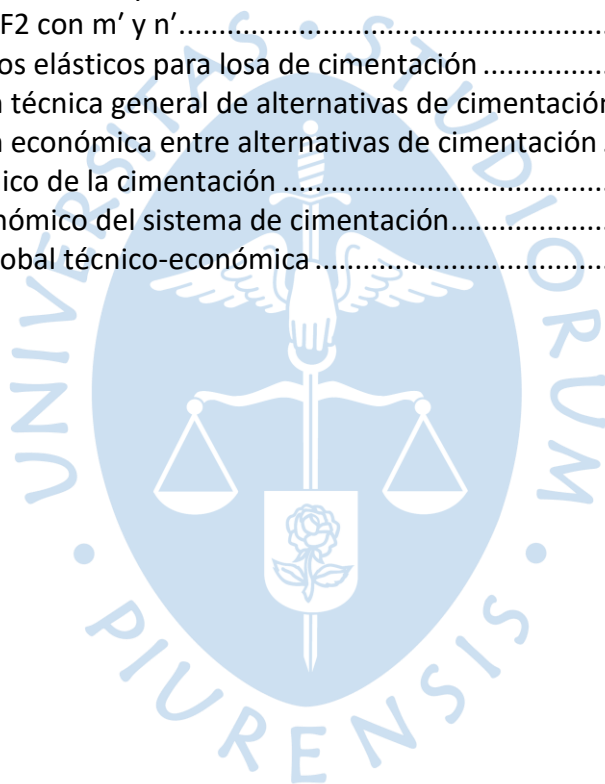 F2 con m′ y n′
os elásticos para losa de cimentación
técnica general de alternativas de cimentación
económica entre alternativas de cimentación
ico de la cimentación
nómico del sistema de cimentación
obal técnico-económica
UNIVERSITAS • STUDIORUM • PIURENSIS